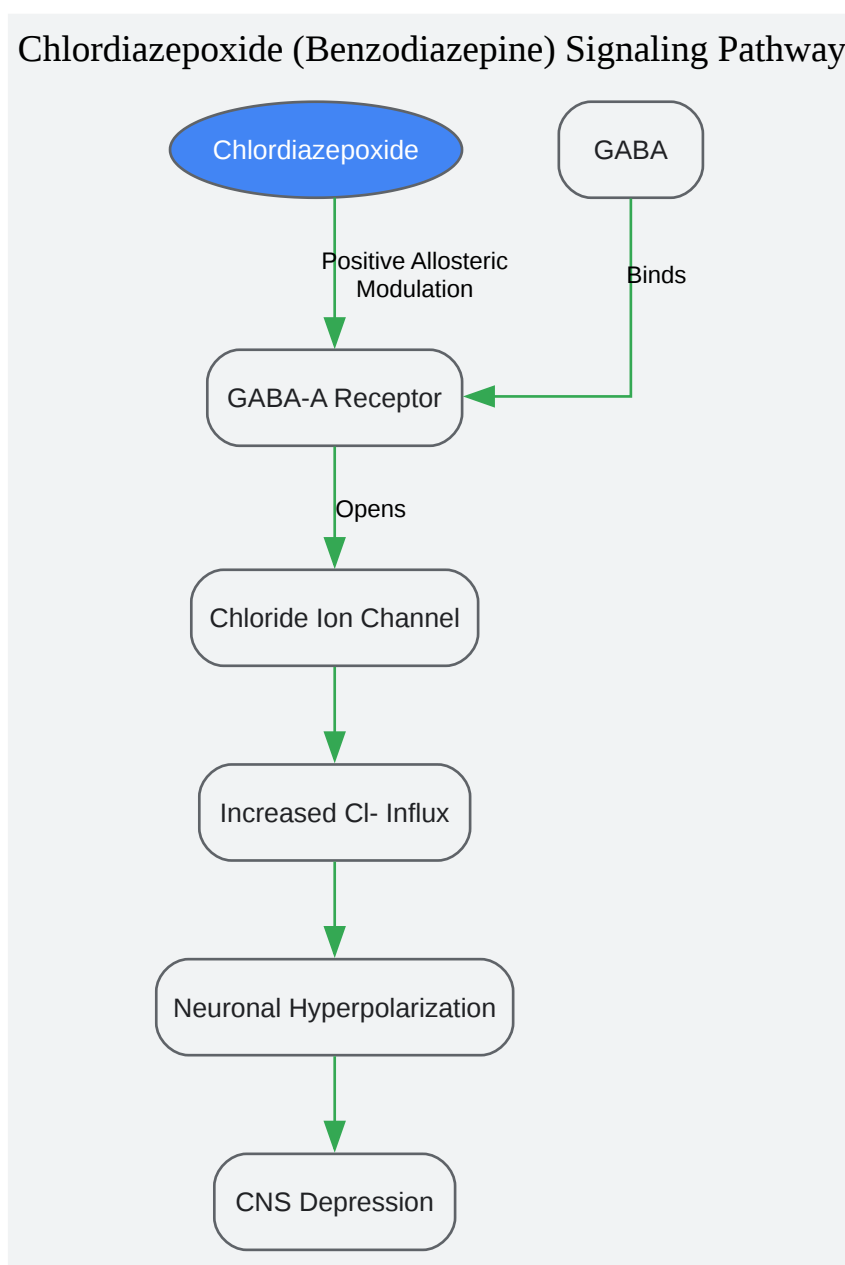 Chlordiazepoxide (Benzodiazepine) Signaling Pathway
Chlordiazepoxide
GABA
Positive Allosteric
Modulation
Binds
GABA-A Receptor
Opens
Chloride Ion Channel
Increased Cl- Influx
Neuronal Hyperpolarization
CNS Depression